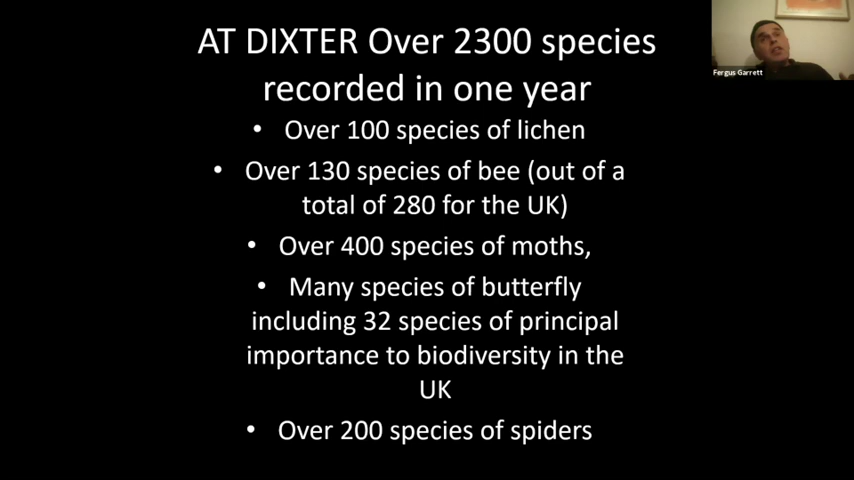 AT DIXTER Over 2300 species
recorded in one year
Fergus Garrett
• Over 100 species of lichen
• Over 130 species of bee (out of a
total of 280 for the UK)
• Over 400 species of moths,
• Many species of butterfly
including 32 species of principal
importance to biodiversity in the
UK
• Over 200 species of spiders